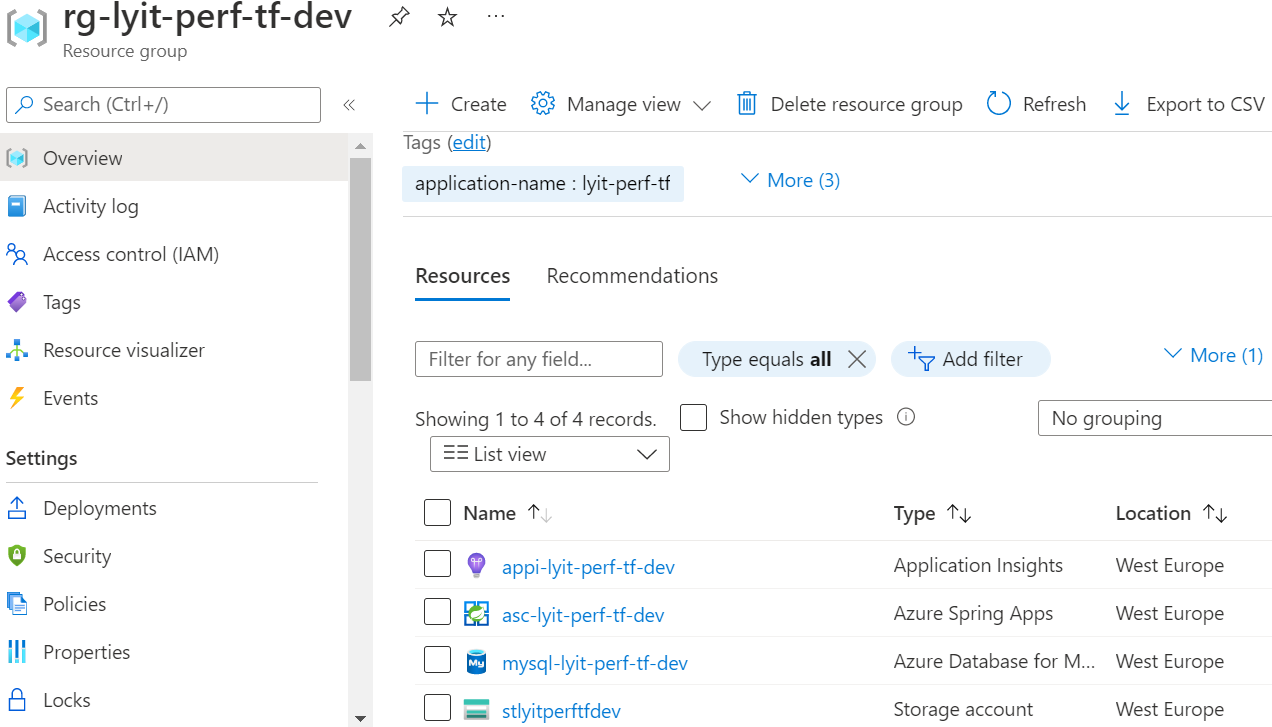 rg-lyit-perf-tf-dev
Resource group
Search (Ctrl+/)
Overview
Activity log
Access control (IAM)
Tags
Resource visualizer
Events
Settings
Deployments
Security
Policies
Properties
Locks
Create Manage view Delete resource group Refresh Export to CSV
Tags (edit)
application-name : lyit-perf-tf More (3)
Resources Recommendations
Filter for any field... Type equals all Add filter More (1)
Showing 1 to 4 of 4 records. Show hidden types No grouping
List view
Name Type Location
appi-lyit-perf-tf-dev Application Insights West Europe
asc-lyit-perf-tf-dev Azure Spring Apps West Europe
mysql-lyit-perf-tf-dev Azure Database for M... West Europe
stlyitperftfdev Storage account West Europe